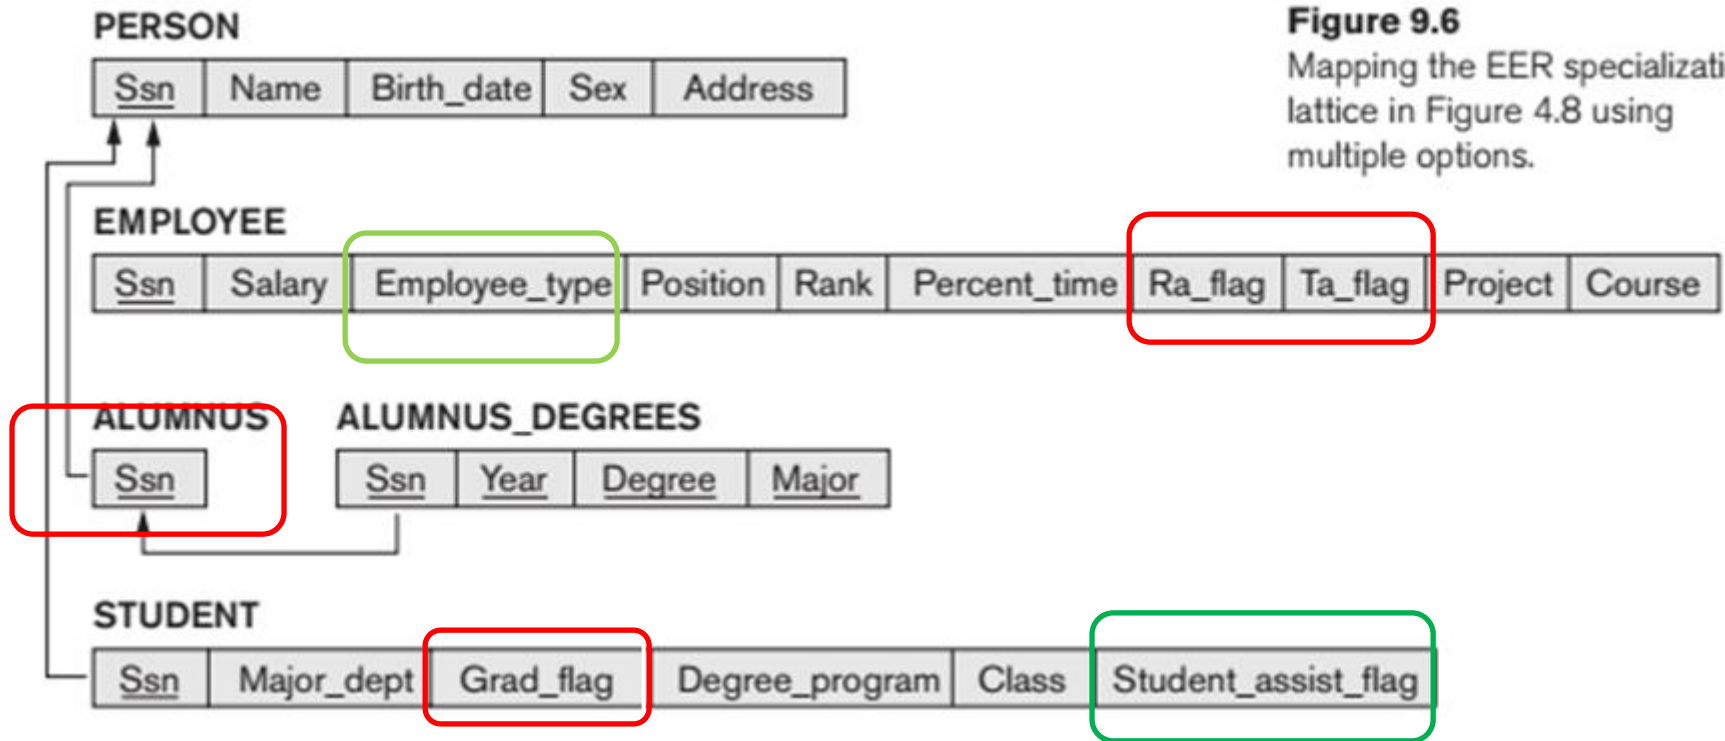 PERSON
Ssn Name Birth_date Sex Address
Figure 9.6
Mapping the EER specializati
lattice in Figure 4.8 using
multiple options.
EMPLOYEE
Ssn Salary Employee_type Position Rank Percent_time Ra_flag Ta_flag Project Course
ALUMNUS
Ssn
ALUMNUS_DEGREES
Ssn Year Degree Major
STUDENT
Ssn Major_dept Grad_flag Degree_program Class Student_assist_flag